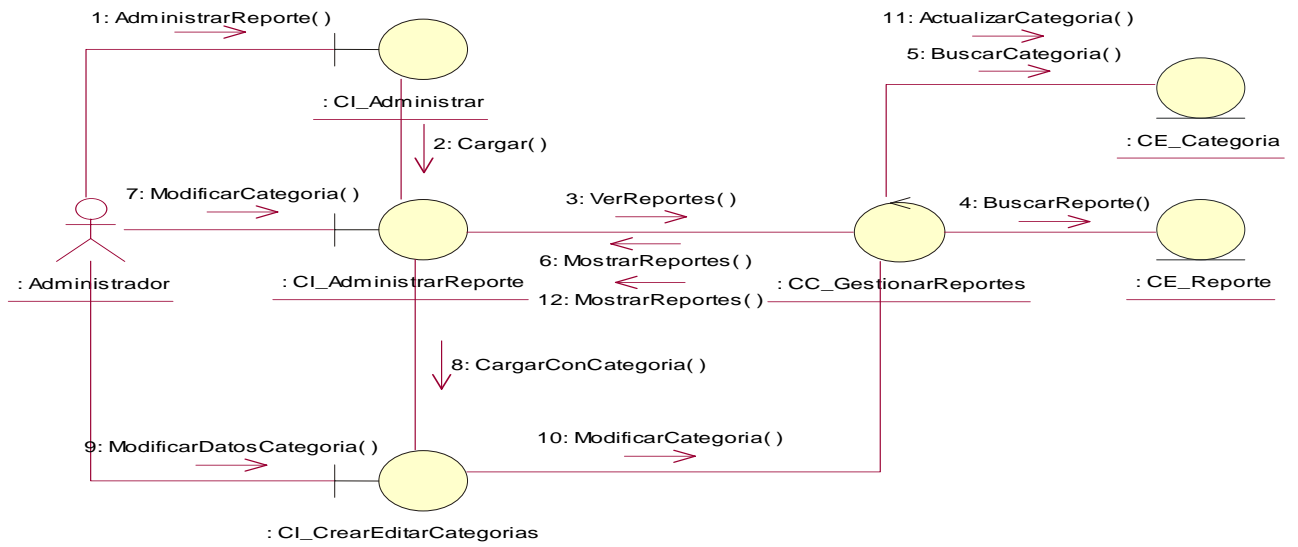 1: AdministrarReporte( )
11: ActualizarCategoria( )
5: BuscarCategoria( )
: CI_Administrar
2: Cargar( )
: CE_Categoria
7: ModificarCategoria( )
3: VerReportes( )
4: BuscarReporte()
6: MostrarReportes( )
: Administrador
: CI_AdministrarReporte
: CC_GestionarReportes
: CE_Reporte
12: MostrarReportes( )
8: CargarConCategoria( )
9: ModificarDatosCategoria( )
10: ModificarCategoria( )
: CI_CrearEditarCategorias